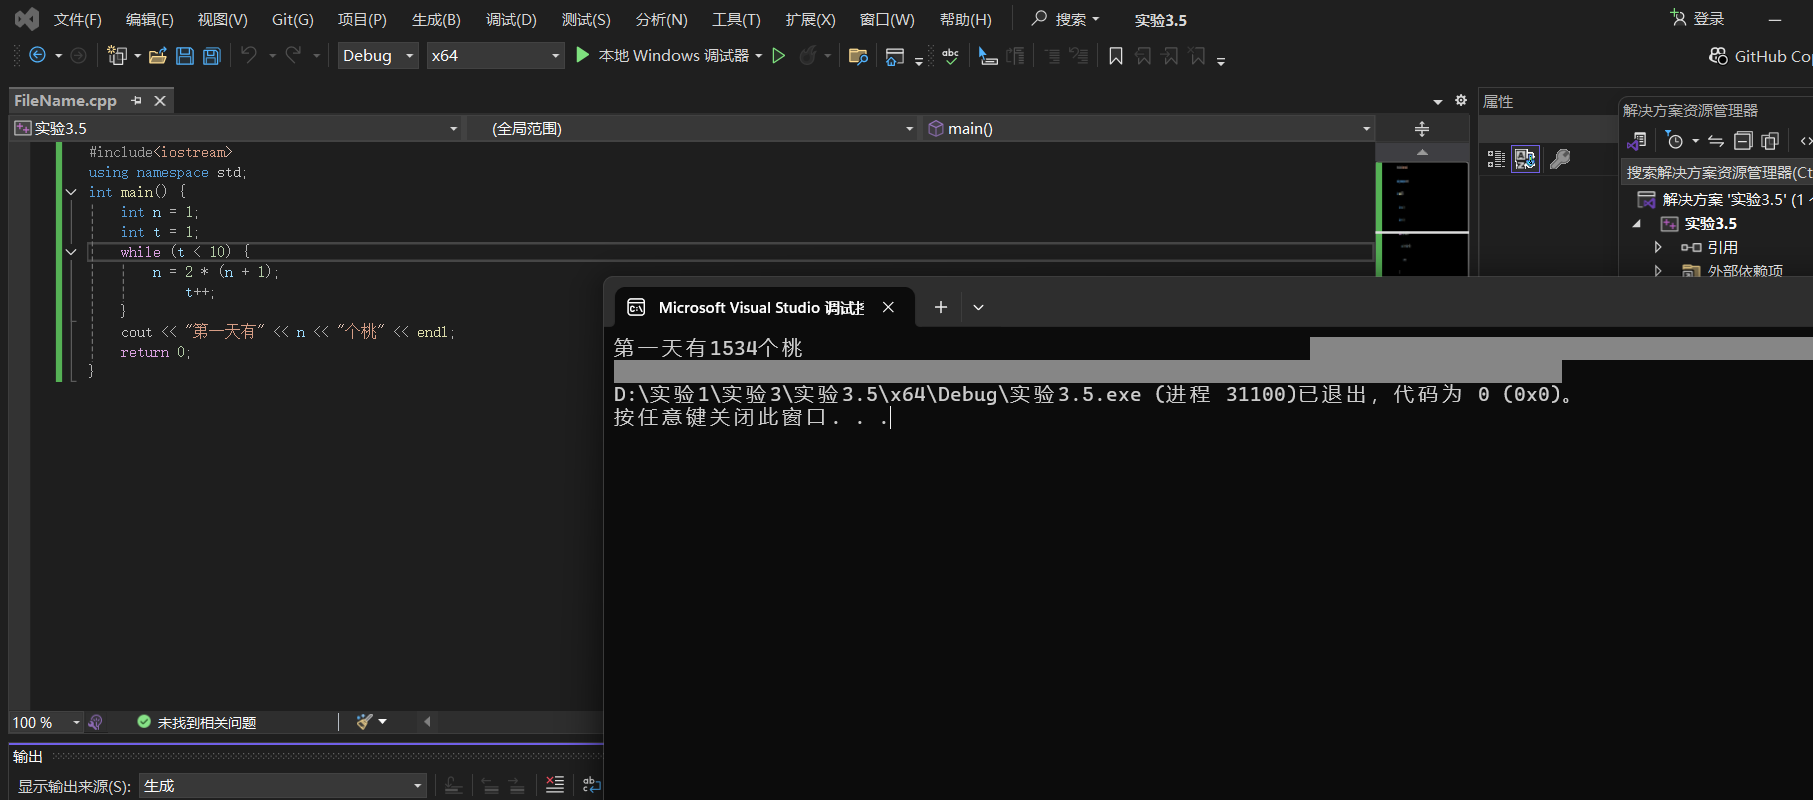 文件(F) 编辑(E) 视图(V) Git(G) 项目(P) 生成(B) 调试(D) 测试(S) 分析(N) 工具(T) 扩展(X) 窗口(W) 帮助(H) 搜索 实验3.5 登录
Debug x64 本地 Windows 调试器 abc GitHub Cop
FileName.cpp 属性
解决方案资源管理器
实验3.5 (全局范围) main()
搜索解决方案资源管理器(Ct
解决方案 '实验3.5' (1
实验3.5
引用
外部依赖项
#include<iostream>
using namespace std;
int main() {
int n = 1;
int t = 1;
while (t < 10) {
n = 2 * (n + 1);
t++;
}
cout << "第一天有" << n << "个桃" << endl;
return 0;
}
Microsoft Visual Studio 调试
第一天有1534个桃
D:\实验1\实验3\实验3.5\x64\Debug\实验3.5.exe (进程 31100)已退出，代码为 0 (0x0)。
按任意键关闭此窗口. . .
100 % 未找到相关问题
输出
显示输出来源(S): 生成